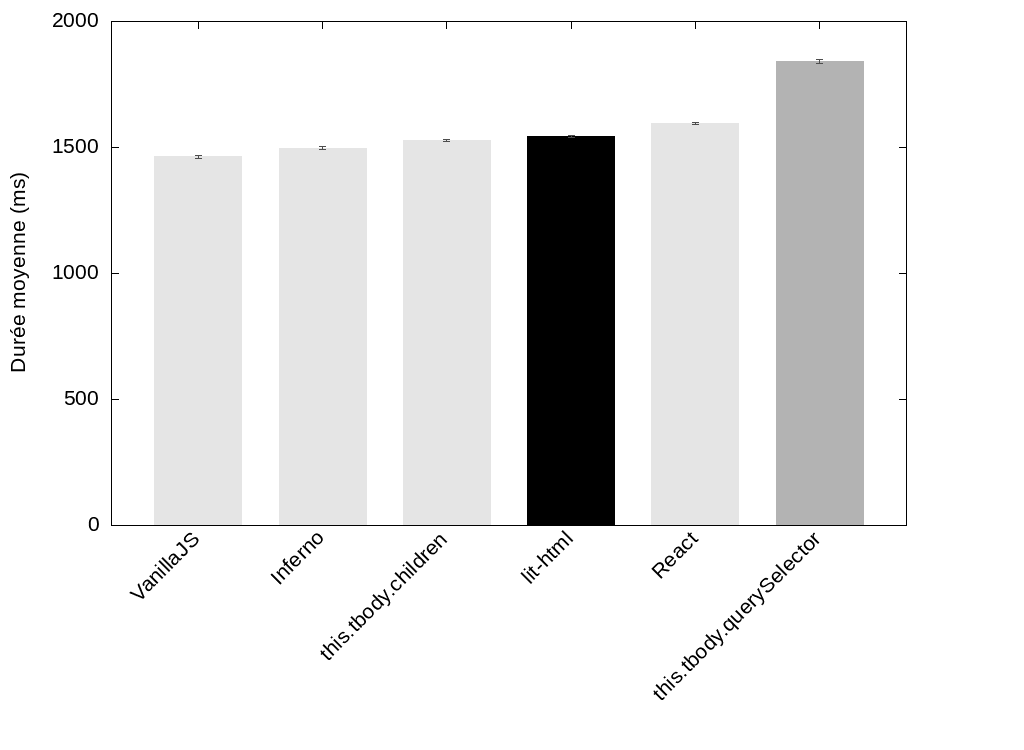 Durée moyenne (ms)
2000
1500
1000
500
0
VanillaJS
Inferno
this.tbody.children
lit-html
React
this.tbody.querySelector